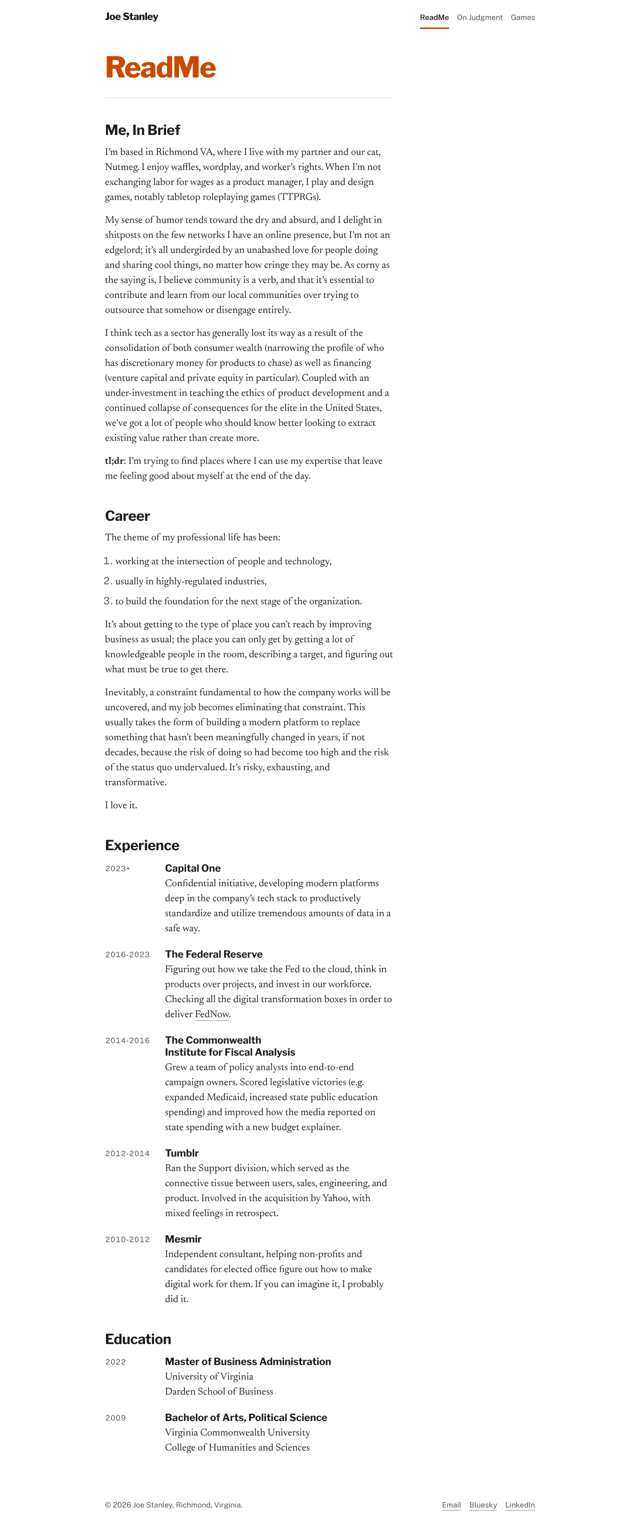 Joe Stanley
ReadMe On Judgment Games
ReadMe
Me, In Brief
I'm based in Richmond VA, where I live with my partner and our cat,
Nutmeg. I enjoy waffles, wordplay, and worker's rights. When I'm not
exchanging labor for wages as a product manager, I play and design
games, notably tabletop roleplaying games (TTPRGs).
My sense of humor tends toward the dry and absurd, and I delight in
shitposts on the few networks I have an online presence, but I'm not an
edgelord; it's all undergirded by an unabashed love for people doing
and sharing cool things, no matter how cringe they may be. As corny as
the saying is, I believe community is a verb, and that it's essential to
contribute and learn from our local communities over trying to
outsource that somehow or disengage entirely.
I think tech as a sector has generally lost its way as a result of the
consolidation of both consumer wealth (narrowing the profile of who
has discretionary money for products to chase) as well as financing
(venture capital and private equity in particular). Coupled with an
under-investment in teaching the ethics of product development and a
continued collapse of consequences for the elite in the United States,
we've got a lot of people who should know better looking to extract
existing value rather than create more.
tl;dr: I'm trying to find places where I can use my expertise that leave
me feeling good about myself at the end of the day.
Career
The theme of my professional life has been:
1. working at the intersection of people and technology,
2. usually in highly-regulated industries,
3. to build the foundation for the next stage of the organization.
It's about getting to the type of place you can't reach by improving
business as usual; the place you can only get by getting a lot of
knowledgeable people in the room, describing a target, and figuring out
what must be true to get there.
Inevitably, a constraint fundamental to how the company works will be
uncovered, and my job becomes eliminating that constraint. This
usually takes the form of building a modern platform to replace
something that hasn't been meaningfully changed in years, if not
decades, because the risk of doing so had become too high and the risk
of the status quo undervalued. It's risky, exhausting, and
transformative.
I love it.
Experience
2023+ Capital One
Confidential initiative, developing modern platforms
deep in the company's tech stack to productively
standardize and utilize tremendous amounts of data in a
safe way.
2016-2023 The Federal Reserve
Figuring out how we take the Fed to the cloud, think in
products over projects, and invest in our workforce.
Checking all the digital transformation boxes in order to
deliver FedNow.
2014-2016 The Commonwealth
Institute for Fiscal Analysis
Grew a team of policy analysts into end-to-end
campaign owners. Scored legislative victories (e.g.
expanded Medicaid, increased state public education
spending) and improved how the media reported on
state spending with a new budget explainer.
2012-2014 Tumblr
Ran the Support division, which served as the
connective tissue between users, sales, engineering, and
product. Involved in the acquisition by Yahoo, with
mixed feelings in retrospect.
2010-2012 Mesmir
Independent consultant, helping non-profits and
candidates for elected office figure out how to make
digital work for them. If you can imagine it, I probably
did it.
Education
2022 Master of Business Administration
University of Virginia
Darden School of Business
2009 Bachelor of Arts, Political Science
Virginia Commonwealth University
College of Humanities and Sciences
© 2026 Joe Stanley, Richmond, Virginia. Email Bluesky LinkedIn